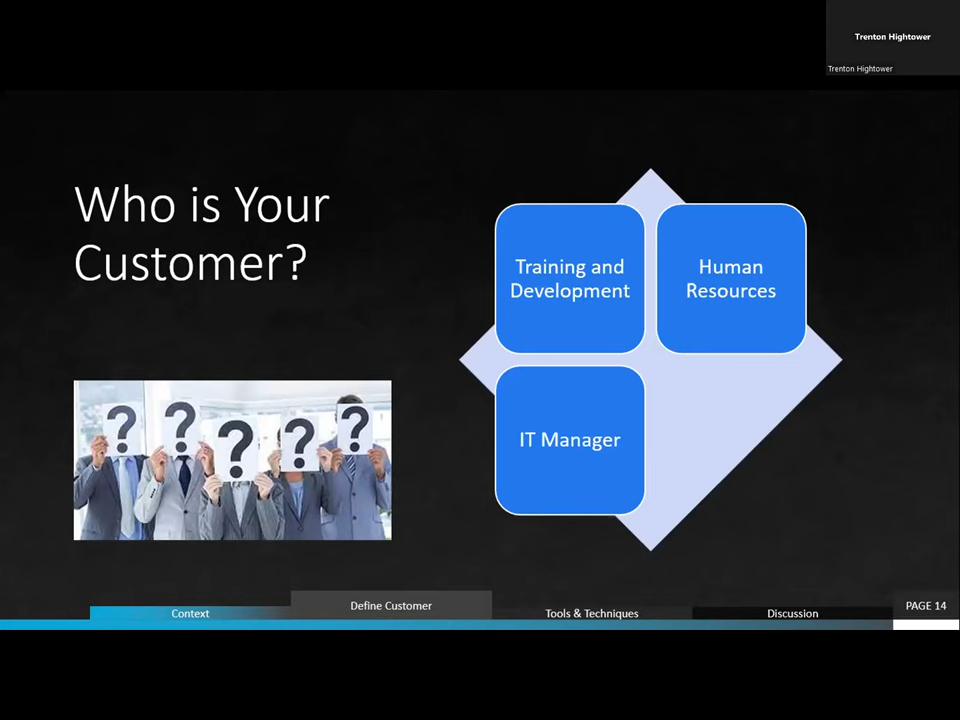 Trenton Hightower
Trenton Hightower
Who is Your
Customer?
Training and
Development
Human
Resources
IT Manager
? ? ? ? ?
Context
Define Customer
Tools & Techniques
Discussion
PAGE 14